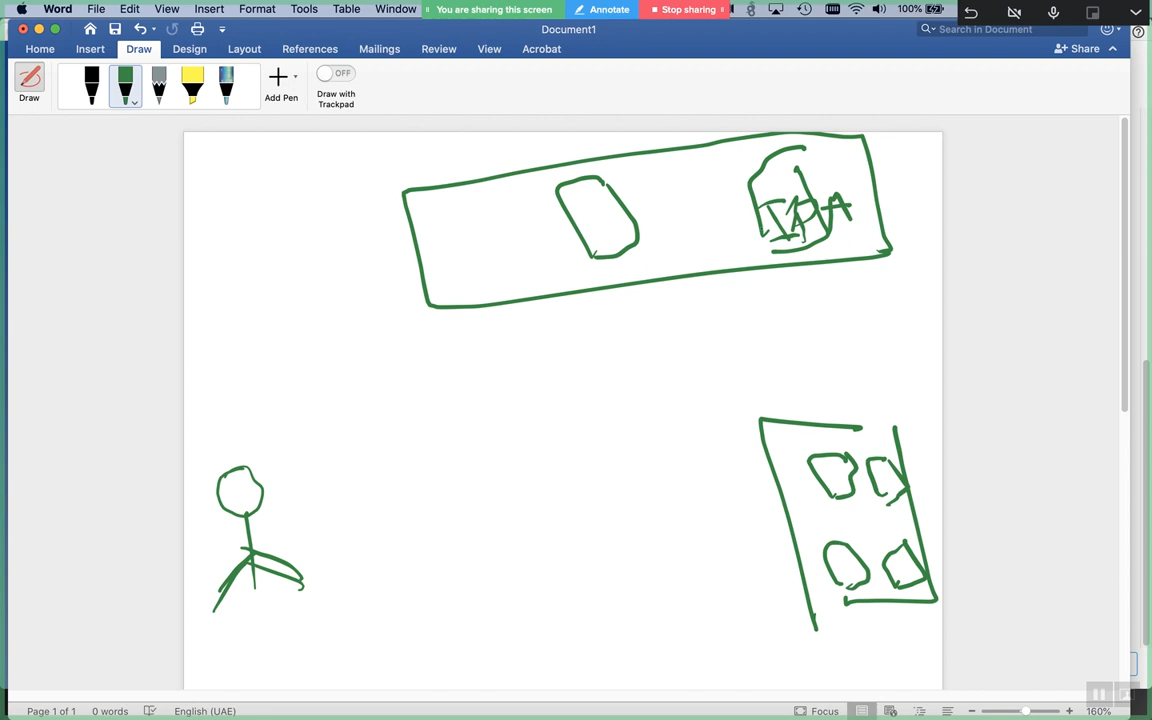 Word File Edit View Insert Format Tools Table Window You are sharing this screen Annotate Stop sharing 100%
Document1
Search in Document
Home Insert Draw Design Layout References Mailings Review View Acrobat Share
OFF
Draw Add Pen Draw with
Trackpad
IPA
Page 1 of 1 0 words English (UAE) Focus 160%